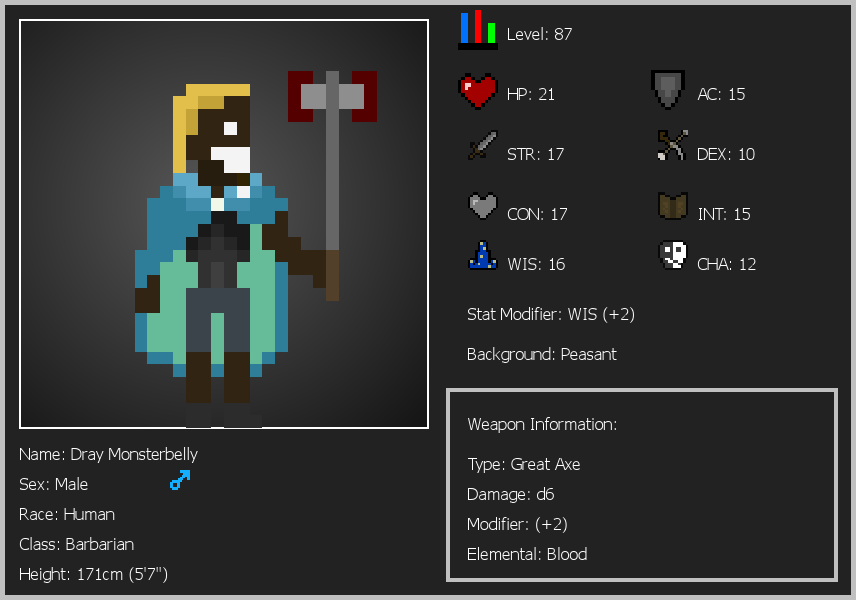 Level: 87
HP: 21
AC: 15
STR: 17
DEX: 10
CON: 17
INT: 15
WIS: 16
CHA: 12
Stat Modifier: WIS (+2)
Background: Peasant
Weapon Information:
Type: Great Axe
Damage: d6
Modifier: (+2)
Elemental: Blood
Name: Dray Monsterbelly
Sex: Male
Race: Human
Class: Barbarian
Height: 171cm (5'7")